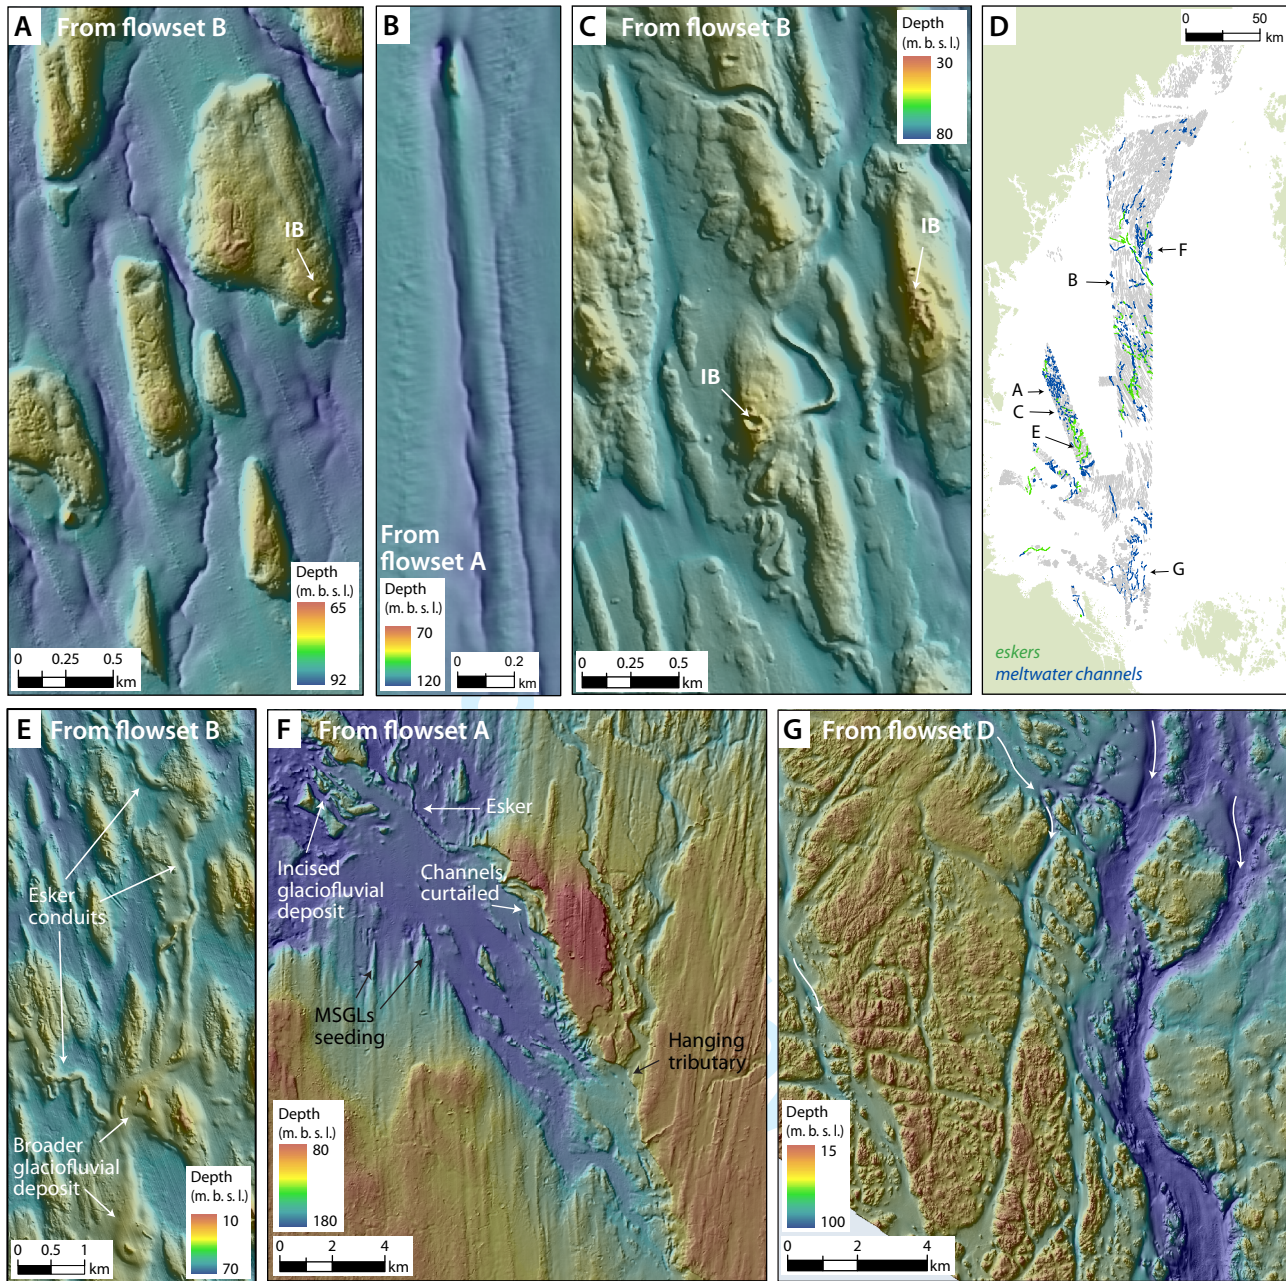 A From flowset B
IB
Depth
(m. b. s. l.)
65
92
0 0.25 0.5
km
B
From
flowset A
Depth
(m. b. s. l.)
70
120
0 0.2
km
C From flowset B
Depth
(m. b. s. l.)
30
80
IB
IB
0 0.25 0.5
km
D
0 50
km
F
B
A
C
E
G
eskers
meltwater channels
E From flowset B
Esker
conduits
Broader
glaciofluvial
deposit
Depth
(m. b. s. l.)
10
70
0 0.5 1
km
F From flowset A
Esker
Incised
glaciofluvial
deposit
Channels
curtailed
MSGLs
seeding
Hanging
tributary
Depth
(m. b. s. l.)
80
180
0 2 4
km
G From flowset D
Depth
(m. b. s. l.)
15
100
0 2 4
km